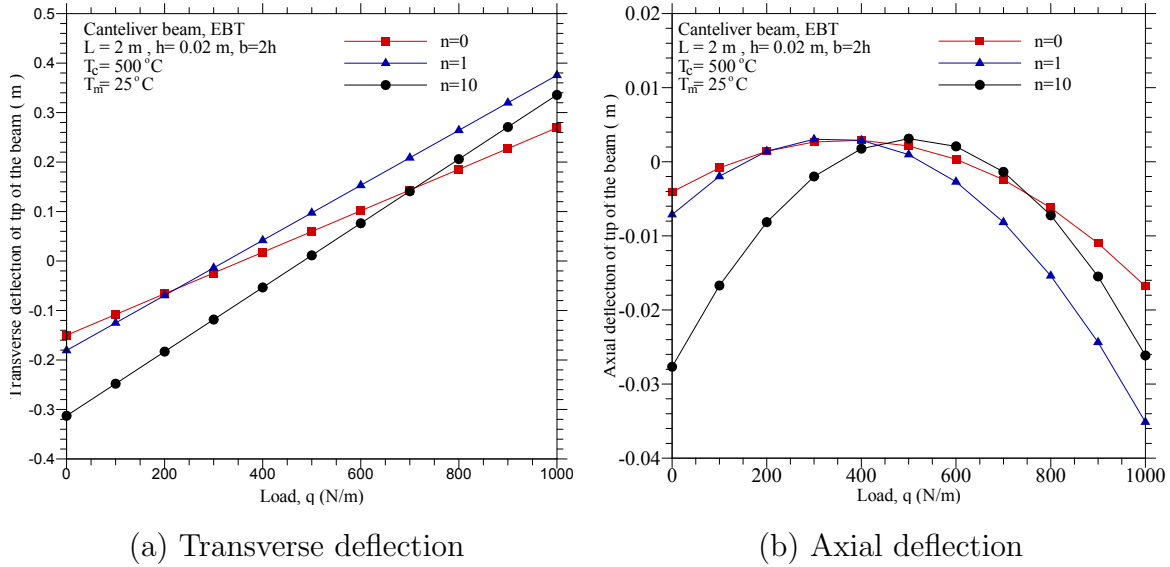 Canteliver beam, EBT
L = 2 m , h= 0.02 m, b=2h
T_c= 500 °C
T_m= 25°C
n=0
n=1
n=10
Transverse deflection of tip of the beam ( m )
0.5
0.4
0.3
0.2
0.1
0
-0.1
-0.2
-0.3
-0.4
0 200 400 600 800 1000
Load, q (N/m)
(a) Transverse deflection
Canteliver beam, EBT
L = 2 m , h= 0.02 m, b=2h
T_c= 500 °C
T_m= 25°C
n=0
n=1
n=10
Axial deflection of tip of the beam ( m )
0.02
0.01
0
-0.01
-0.02
-0.03
-0.04
0 200 400 600 800 1000
Load, q (N/m)
(b) Axial deflection